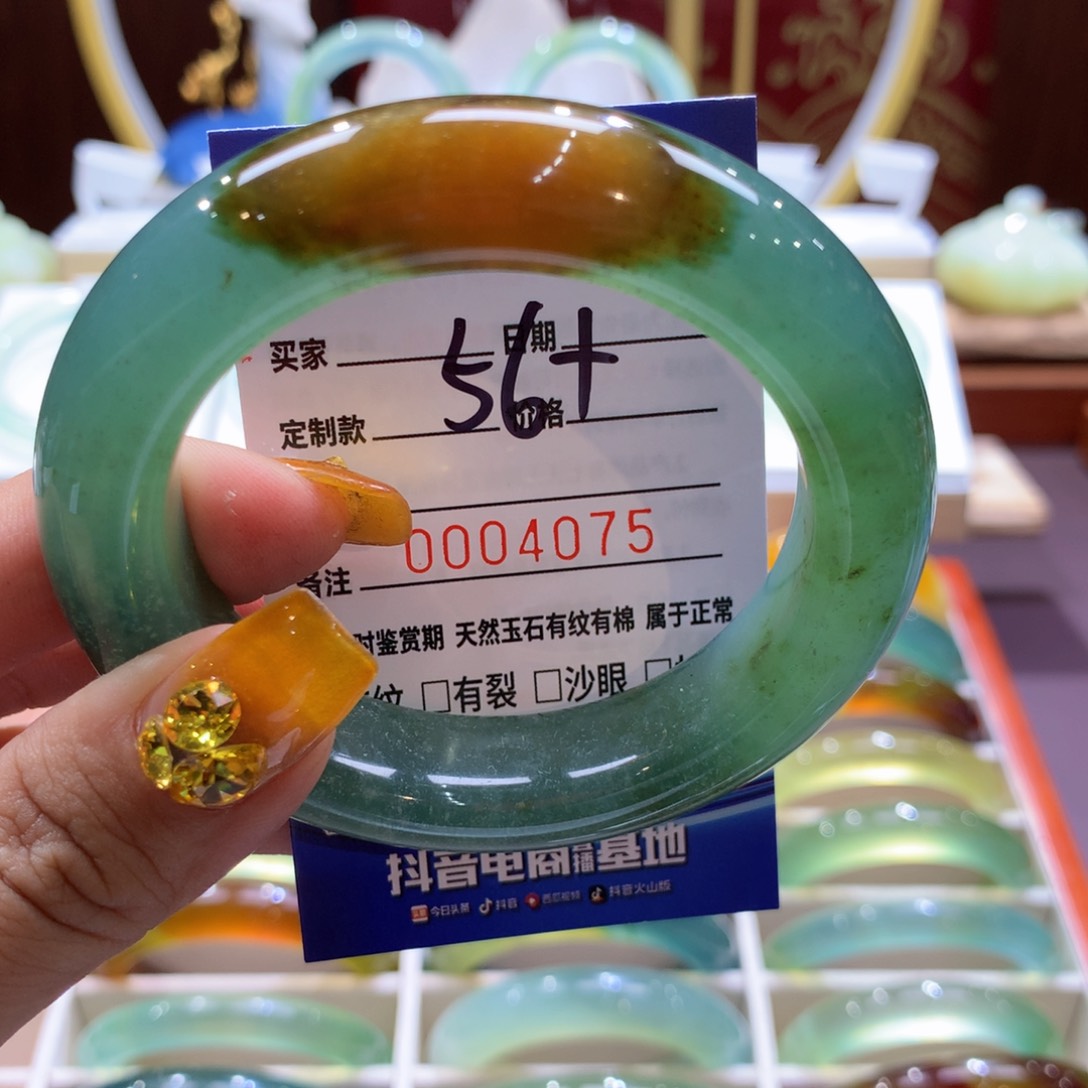 买家 日期
56+
定制款 价格
0004075
备注
时鉴赏期 天然玉石有纹有棉 属于正常
纹 □有裂 □沙眼 □
抖音电商直播基地
今日头条 抖音 西瓜视频 抖音火山版